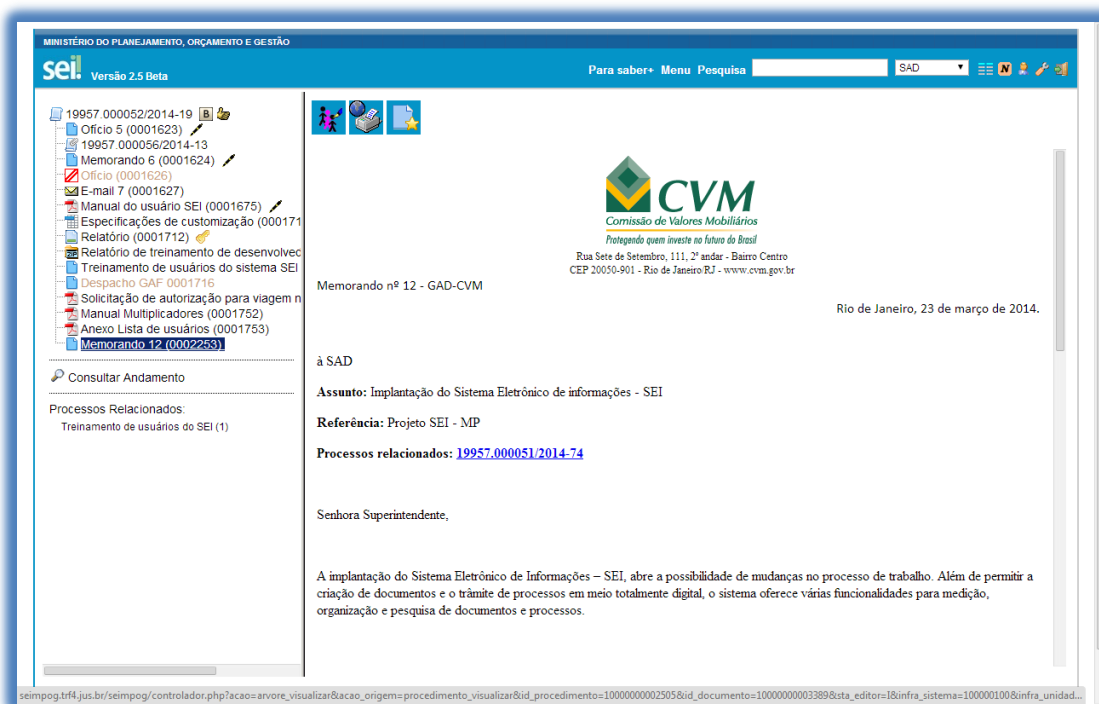 MINISTÉRIO DO PLANEJAMENTO, ORÇAMENTO E GESTÃO
sei! Versão 2.5 Beta
Para saber+ Menu Pesquisa SAD
19957.000052/2014-19 B
Ofício 5 (0001623)
19957.000056/2014-13
Memorando 6 (0001624)
Ofício (0001626)
E-mail 7 (0001627)
Manual do usuário SEI (0001675)
Especificações de customização (000171
Relatório (0001712)
Relatório de treinamento de desenvolvec
Treinamento de usuários do sistema SEI
Despacho GAF 0001716
Solicitação de autorização para viagem n
Manual Multiplicadores (0001752)
Anexo Lista de usuários (0001753)
Memorando 12 (0002253)
Consultar Andamento
Processos Relacionados:
Treinamento de usuários do SEI (1)
CVM
Comissão de Valores Mobiliários
Protegendo quem investe no futuro do Brasil
Rua Sete de Setembro, 111, 2º andar - Bairro Centro
CEP 20050-901 - Rio de Janeiro/RJ - www.cvm.gov.br
Memorando nº 12 - GAD-CVM
Rio de Janeiro, 23 de março de 2014.
à SAD
Assunto: Implantação do Sistema Eletrônico de informações - SEI
Referência: Projeto SEI - MP
Processos relacionados: 19957.000051/2014-74
Senhora Superintendente,
A implantação do Sistema Eletrônico de Informações – SEI, abre a possibilidade de mudanças no processo de trabalho. Além de permitir a
criação de documentos e o trâmite de processos em meio totalmente digital, o sistema oferece várias funcionalidades para medição,
organização e pesquisa de documentos e processos.
seimpog.trf4.jus.br/seimpog/controlador.php?acao=arvore_visualizar&acao_origem=procedimento_visualizar&id_procedimento=10000000002505&id_documento=10000000003389&sta_editor=I&infra_sistema=100000100&infra_unidad...